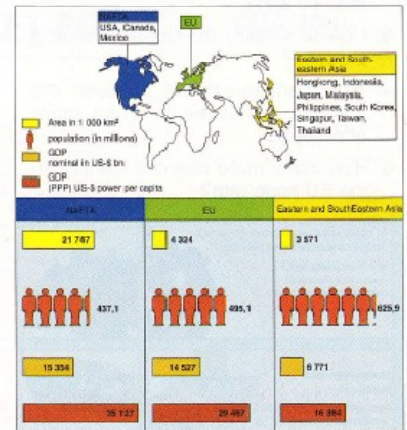 NAFTA
USA, Canada,
Mexico
EU
Eastern and South-
eastern Asia
Hongkong, Indonesia,
Japan, Malaysia,
Philippines, South Korea,
Singapur, Taiwan,
Thailand
Area in 1 000 km²
population (in millions)
GDP
nominal in US-$ bn:
GDP
(PPP) US-$ power per capita
NAFTA
EU
Eastern and SouthEastern Asia
21 767
4 324
3 571
437,1
495,1
625,9
15 354
14 527
6 771
35 127
29 467